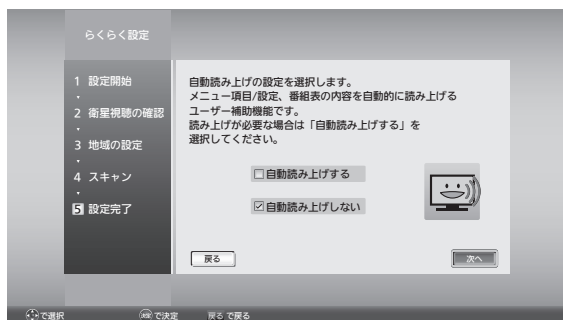 らくらく設定
1 設定開始
2 衛星視聴の確認
3 地域の設定
4 スキャン
5 設定完了
自動読み上げの設定を選択します。
メニュー項目/設定、番組表の内容を自動的に読み上げる
ユーザー補助機能です。
読み上げが必要な場合は「自動読み上げする」を
選択してください。
自動読み上げする
自動読み上げしない
戻る
次へ
で選択
で決定
戻る で戻る